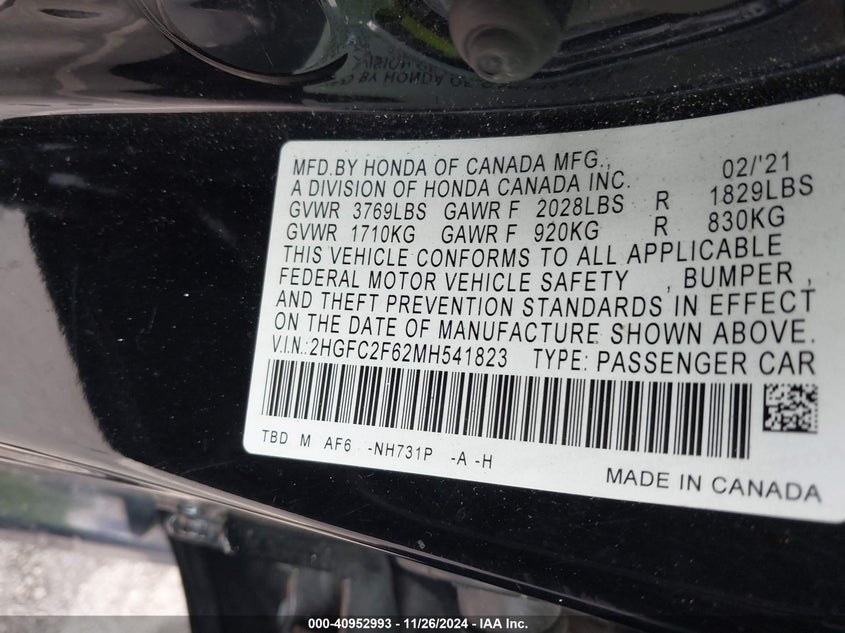 MFD.BY HONDA OF CANADA MFG., 02/'21
A DIVISION OF HONDA CANADA INC.
GVWR 3769LBS GAWR F 2028LBS R 1829LBS
GVWR 1710KG GAWR F 920KG R 830KG
THIS VEHICLE CONFORMS TO ALL APPLICABLE
FEDERAL MOTOR VEHICLE SAFETY , BUMPER ,
AND THEFT PREVENTION STANDARDS IN EFFECT
ON THE DATE OF MANUFACTURE SHOWN ABOVE.
V.I.N.:2HGFC2F62MH541823 TYPE: PASSENGER CAR
TBD M AF6 -NH731P -A -H
MADE IN CANADA
000-40952993 | 11/26/2024 - IAA Inc.